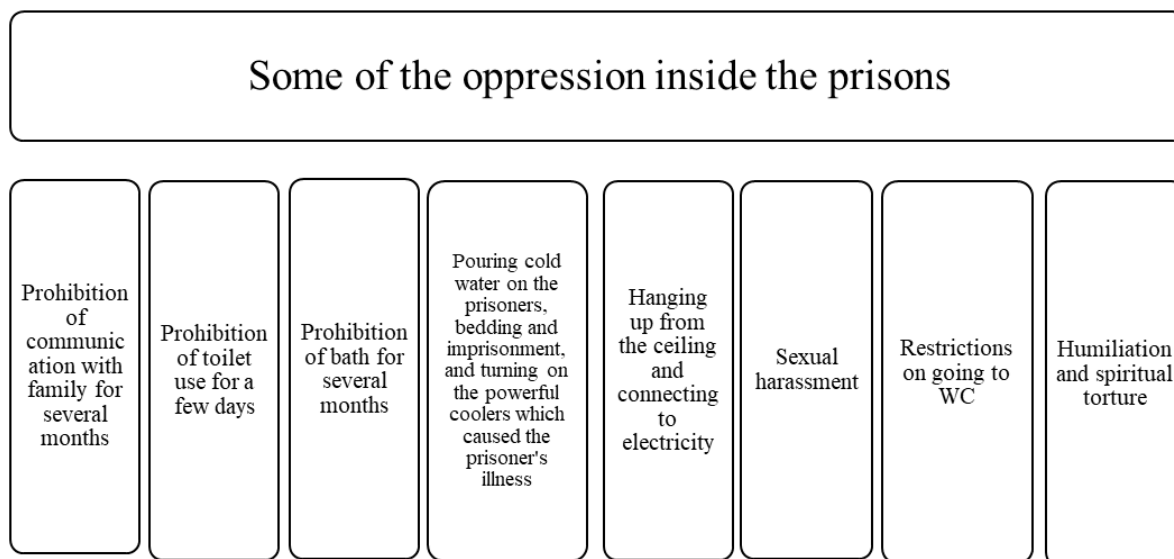 Some of the oppression inside the prisons
Prohibition
of
communic
ation with
family for
several
months
Prohibition
of toilet
use for a
few days
Prohibition
of bath for
several
months
Pouring cold
water on the
prisoners,
bedding and
imprisonment,
and turning on
the powerful
coolers which
caused the
prisoner's
illness
Hanging
up from
the ceiling
and
connecting
to
electricity
Sexual
harassment
Restrictions
on going to
WC
Humiliation
and spiritual
torture